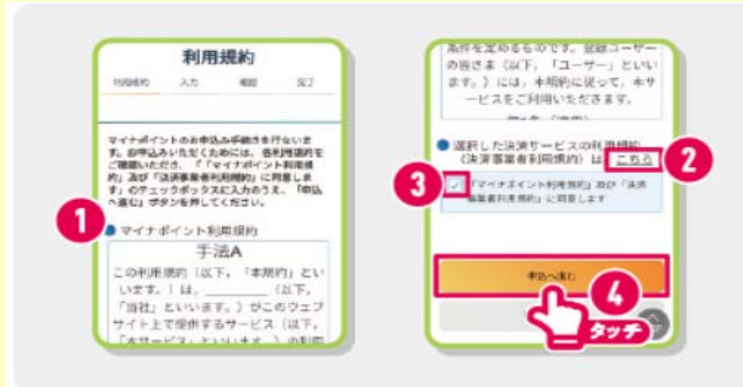 利用規約
利用規約 入力 確認 完了
マイナポイントのお申込み手続きを行ないま
す。お申込みいただくためには、各利用規約を
ご確認いただき、「『マイナポイント利用規
約』及び『決済事業者利用規約』に同意しま
す」のチェックボックスに入力のうえ、「申込
へ進む」ボタンを押してください。
1
マイナポイント利用規約
手法A
この利用規約（以下，「本規約」とい
います。）は，＿＿＿＿＿（以下，
「当社」といいます。）がこのウェブ
サイト上で提供するサービス（以下，
「本サービス」といいます。）の利用
条件を定めるものです。登録ユーザー
の皆さま（以下，「ユーザー」といい
ます。）には，本規約に従って，本サ
ービスをご利用いただきます。
選択した決済サービスの利用規約
（決済事業者利用規約）は こちら
2
3
「マイナポイント利用規約」及び「決済
事業者利用規約」に同意します
申込へ進む
4
タッチ